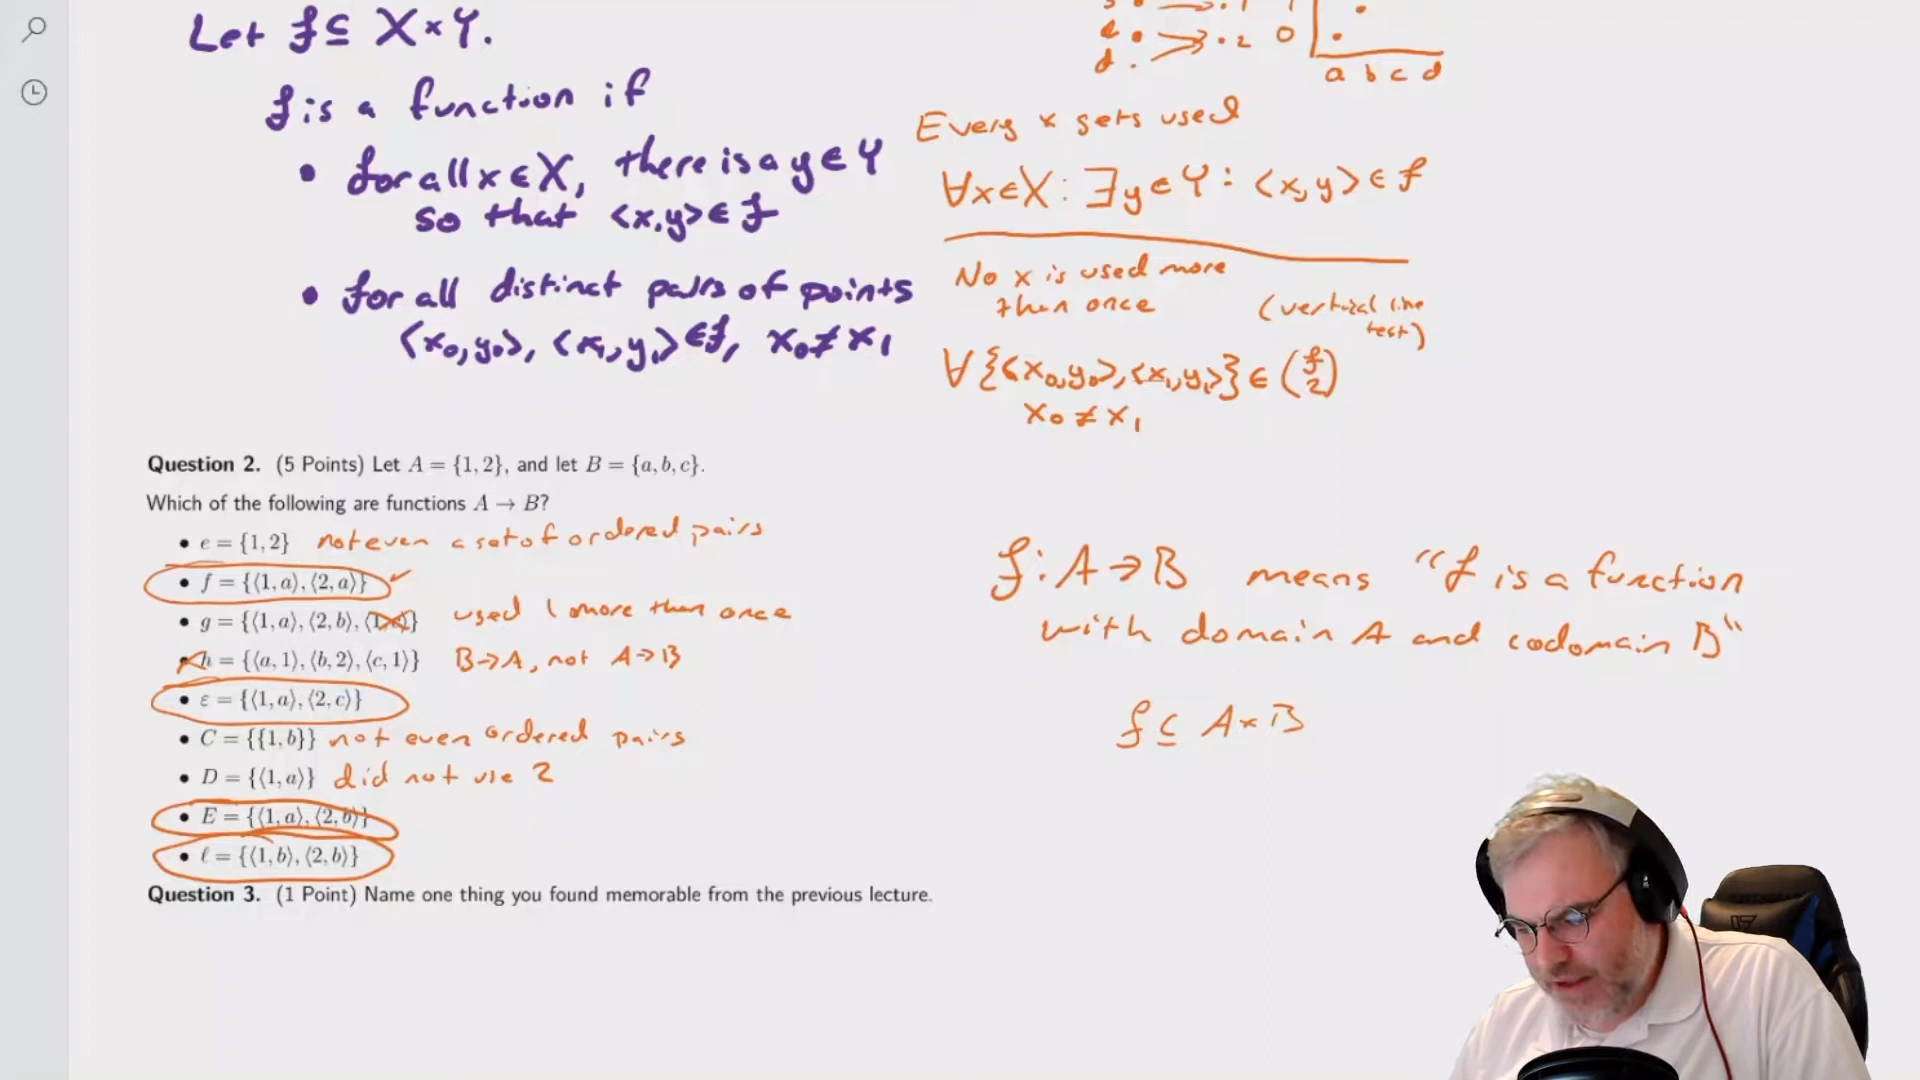 Let f ⊆ X × Y.
f is a function if
• for all x ∈ X, there is a y ∈ Y
so that <x,y> ∈ f
• for all distinct pairs of points
<x₀,y₀>, <x₁,y₁> ∈ f, x₀ ≠ x₁
d
2
0
a b c d
Every x gets used
∀x∈X: ∃y∈Y: <x,y> ∈ f
No x is used more
than once
(vertical line
test)
∀{<x₀,y₀>,<x₁,y₁>} ∈ (f 2)
x₀ ≠ x₁
Question 2. (5 Points) Let A = {1, 2}, and let B = {a, b, c}.
Which of the following are functions A → B?
• e = {1, 2} not even a set of ordered pairs
• f = {⟨1, a⟩, ⟨2, a⟩} ✓
• g = {⟨1, a⟩, ⟨2, b⟩, ⟨1, } used 1 more than once
h = {⟨a, 1⟩, ⟨b, 2⟩, ⟨c, 1⟩} B→A, not A→B
• ε = {⟨1, a⟩, ⟨2, c⟩}
• C = {{1, b}} not even ordered pairs
• D = {⟨1, a⟩} did not use 2
• E = {⟨1, a⟩, ⟨2, b⟩}
• ℓ = {⟨1, b⟩, ⟨2, b⟩}
f: A → B means "f is a function
with domain A and codomain B"
f ⊆ A × B
Question 3. (1 Point) Name one thing you found memorable from the previous lecture.